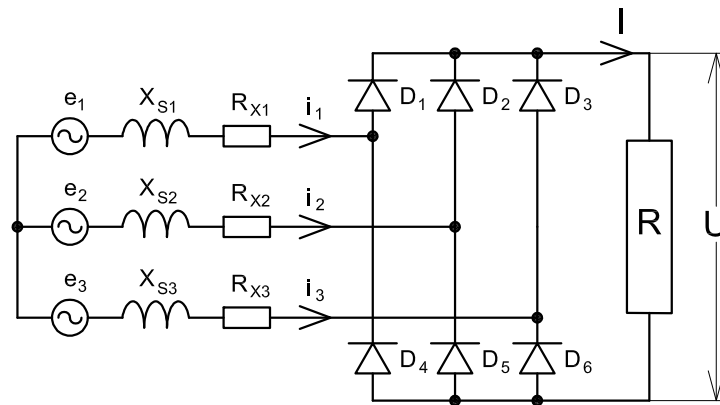 I
e1 XS1 RX1 i1 D1 D2 D3
e2 XS2 RX2 i2 R U
e3 XS3 RX3 i3
D4 D5 D6